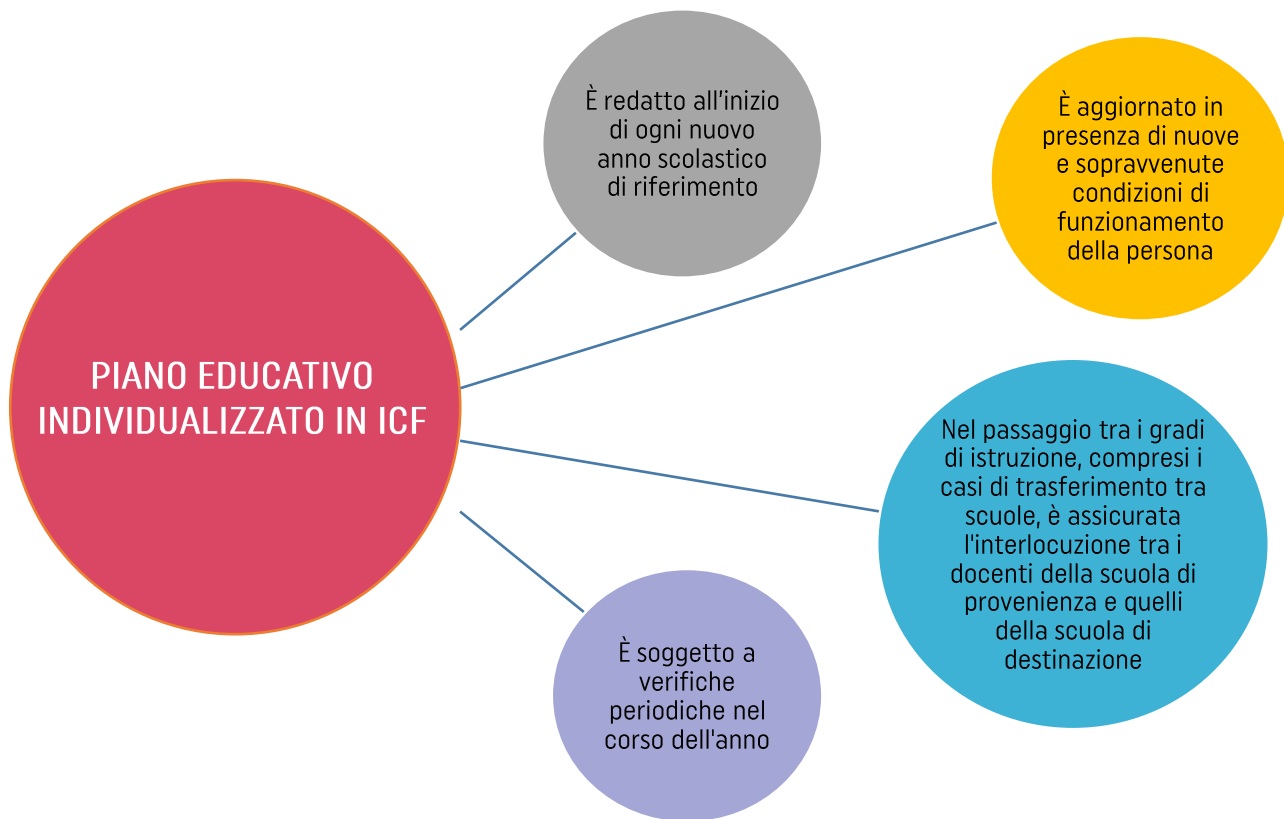 PIANO EDUCATIVO
INDIVIDUALIZZATO IN ICF
È redatto all'inizio
di ogni nuovo
anno scolastico
di riferimento
È aggiornato in
presenza di nuove
e sopravvenute
condizioni di
funzionamento
della persona
Nel passaggio tra i gradi
di istruzione, compresi i
casi di trasferimento tra
scuole, è assicurata
l'interlocuzione tra i
docenti della scuola di
provenienza e quelli
della scuola di
destinazione
È soggetto a
verifiche
periodiche nel
corso dell'anno